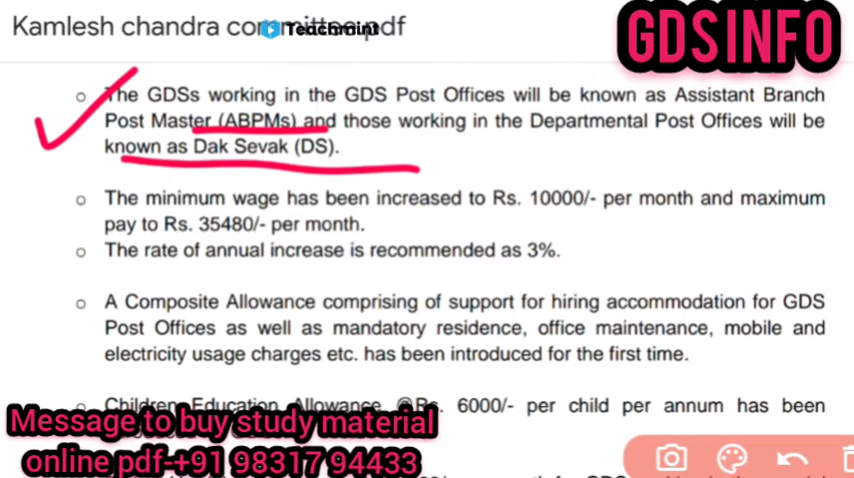 Kamlesh chandra committee.pdf
Teachmint
GDS INFO
The GDSs working in the GDS Post Offices will be known as Assistant Branch
Post Master (ABPMs) and those working in the Departmental Post Offices will be
known as Dak Sevak (DS).
The minimum wage has been increased to Rs. 10000/- per month and maximum
pay to Rs. 35480/- per month.
The rate of annual increase is recommended as 3%.
A Composite Allowance comprising of support for hiring accommodation for GDS
Post Offices as well as mandatory residence, office maintenance, mobile and
electricity usage charges etc. has been introduced for the first time.
Children Education Allowance @Rs. 6000/- per child per annum has been
Message to buy study material
online pdf-+91 98317 94433